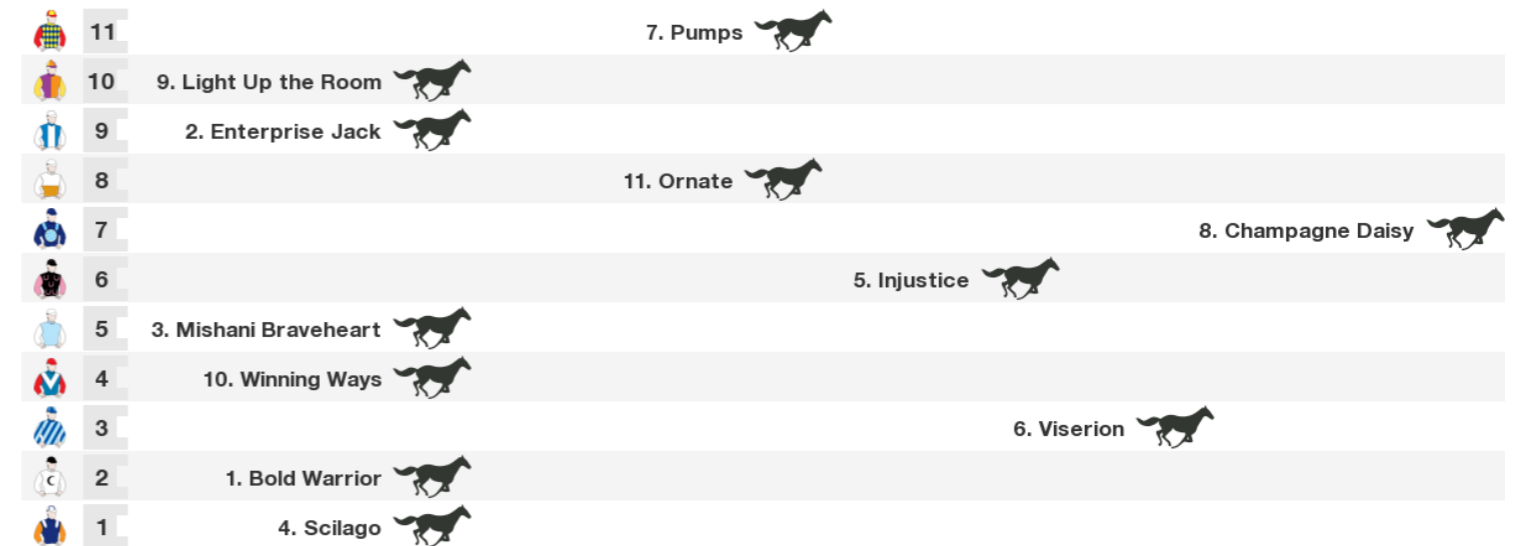 11 7. Pumps
10 9. Light Up the Room
9 2. Enterprise Jack
8 11. Ornate
7 8. Champagne Daisy
6 5. Injustice
5 3. Mishani Braveheart
4 10. Winning Ways
3 6. Viserion
C 2 1. Bold Warrior
1 4. Scilago